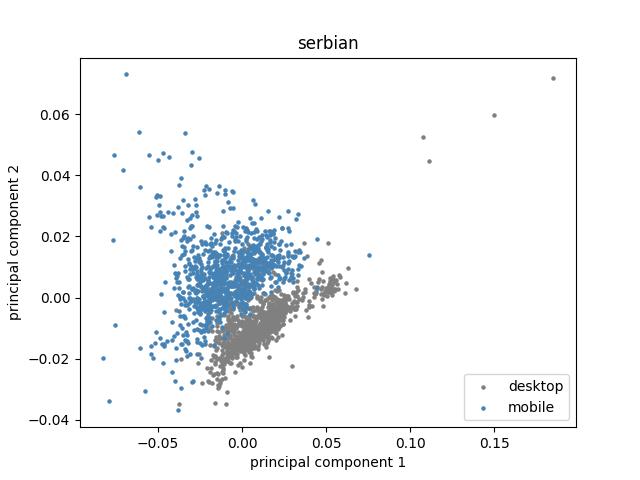 serbian
principal component 2
0.06
0.04
0.02
0.00
−0.02
−0.04
desktop
mobile
−0.05
0.00
0.05
0.10
0.15
principal component 1